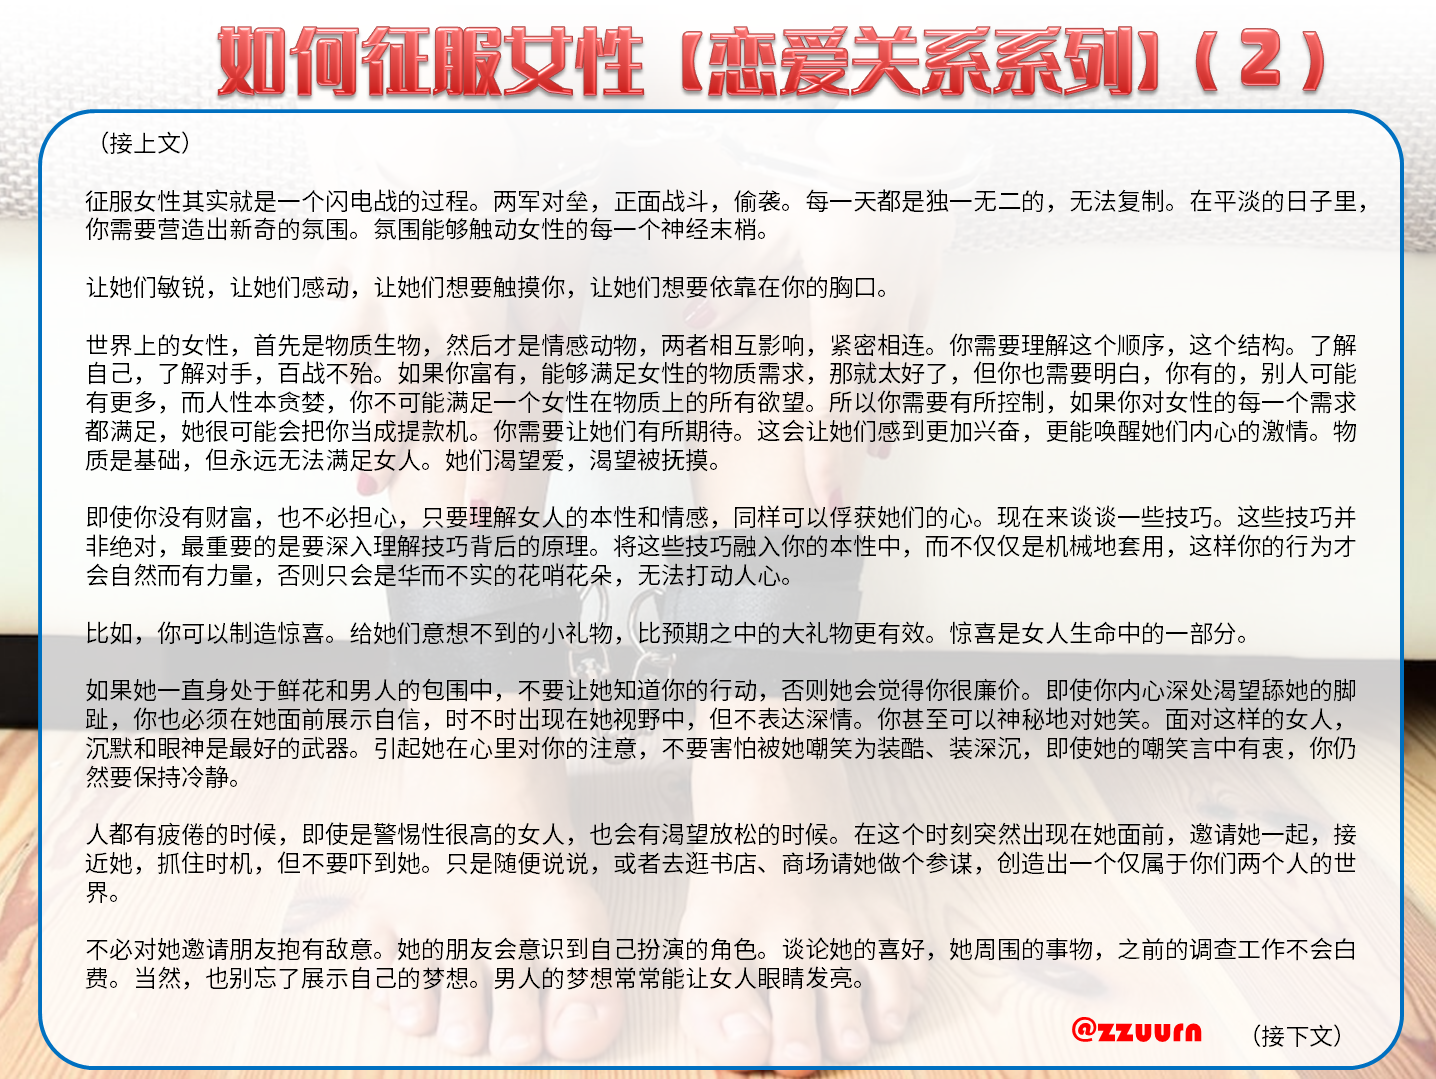 如何征服女性【恋爱关系系列】（2）
（接上文）
征服女性其实就是一个闪电战的过程。两军对垒，正面战斗，偷袭。每一天都是独一无二的，无法复制。在平淡的日子里，
你需要营造出新奇的氛围。氛围能够触动女性的每一个神经末梢。
让她们敏锐，让她们感动，让她们想要触摸你，让她们想要依靠在你的胸口。
世界上的女性，首先是物质生物，然后才是情感动物，两者相互影响，紧密相连。你需要理解这个顺序，这个结构。了解
自己，了解对手，百战不殆。如果你富有，能够满足女性的物质需求，那就太好了，但你也需要明白，你有的，别人可能
有更多，而人性本贪婪，你不可能满足一个女性在物质上的所有欲望。所以你需要有所控制，如果你对女性的每一个需求
都满足，她很可能会把你当成提款机。你需要让她们有所期待。这会让她们感到更加兴奋，更能唤醒她们内心的激情。物
质是基础，但永远无法满足女人。她们渴望爱，渴望被抚摸。
即使你没有财富，也不必担心，只要理解女人的本性和情感，同样可以俘获她们的心。现在来谈谈一些技巧。这些技巧并
非绝对，最重要的是要深入理解技巧背后的原理。将这些技巧融入你的本性中，而不仅仅是机械地套用，这样你的行为才
会自然而有力量，否则只会是华而不实的花哨花朵，无法打动人心。
比如，你可以制造惊喜。给她们意想不到的小礼物，比预期之中的大礼物更有效。惊喜是女人生命中的一部分。
如果她一直身处于鲜花和男人的包围中，不要让她知道你的行动，否则她会觉得你很廉价。即使你内心深处渴望舔她的脚
趾，你也必须在她面前展示自信，时不时出现在她视野中，但不表达深情。你甚至可以神秘地对她笑。面对这样的女人，
沉默和眼神是最好的武器。引起她在心里对你的注意，不要害怕被她嘲笑为装酷、装深沉，即使她的嘲笑言中有衷，你仍
然要保持冷静。
人都有疲倦的时候，即使是警惕性很高的女人，也会有渴望放松的时候。在这个时刻突然出现在她面前，邀请她一起，接
近她，抓住时机，但不要吓到她。只是随便说说，或者去逛书店、商场请她做个参谋，创造出一个仅属于你们两个人的世
界。
不必对她邀请朋友抱有敌意。她的朋友会意识到自己扮演的角色。谈论她的喜好，她周围的事物，之前的调查工作不会白
费。当然，也别忘了展示自己的梦想。男人的梦想常常能让女人眼睛发亮。
@zzuurn
（接下文）